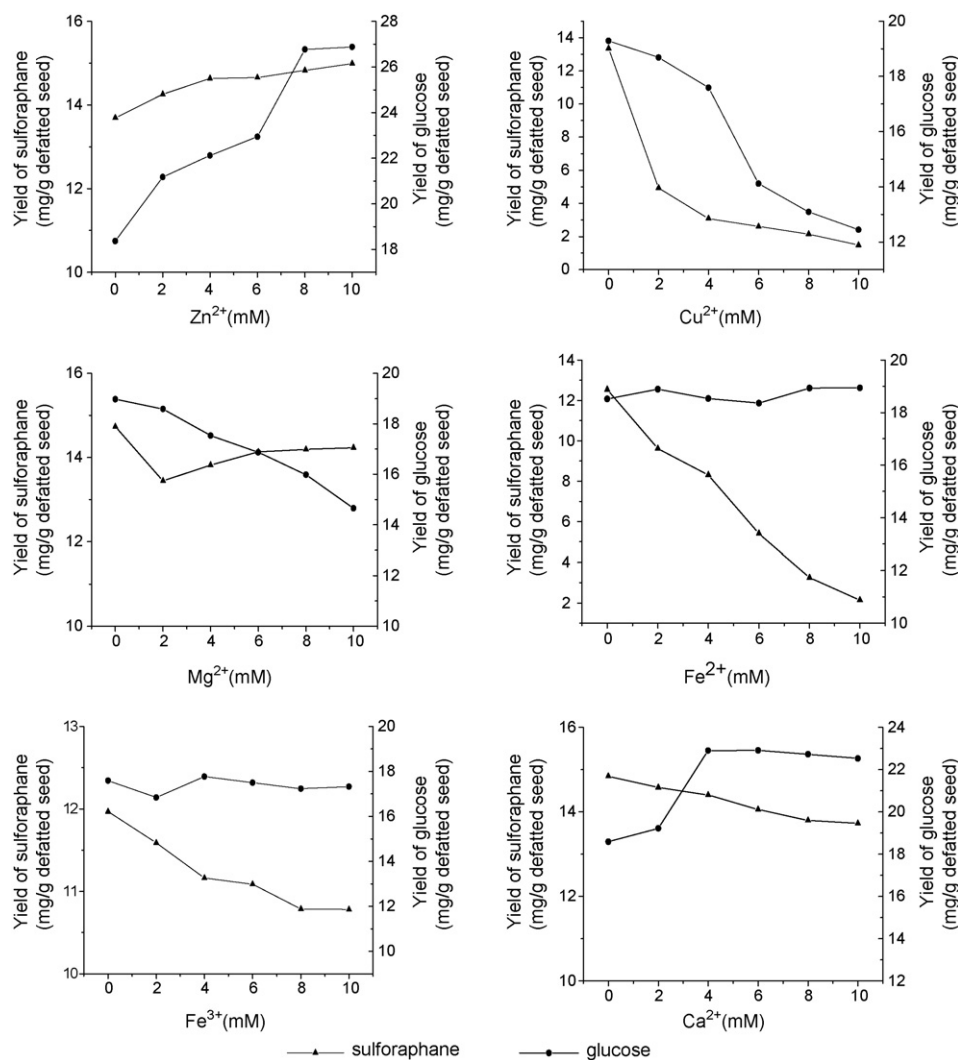 Yield of sulforaphane
(mg/g defatted seed)
16
14
12
10
28
26
24
22
20
18
Yield of glucose
(mg/g defatted seed)
0 2 4 6 8 10
Zn²⁺(mM)
Yield of sulforaphane
(mg/g defatted seed)
14
12
10
8
6
4
2
0
20
18
16
14
12
Yield of glucose
(mg/g defatted seed)
0 2 4 6 8 10
Cu²⁺(mM)
Yield of sulforaphane
(mg/g defatted seed)
16
14
12
10
20
19
18
17
16
15
14
13
12
11
10
Yield of glucose
(mg/g defatted seed)
0 2 4 6 8 10
Mg²⁺(mM)
Yield of sulforaphane
(mg/g defatted seed)
14
12
10
8
6
4
2
20
18
16
14
12
10
Yield of glucose
(mg/g defatted seed)
0 2 4 6 8 10
Fe²⁺(mM)
Yield of sulforaphane
(mg/g defatted seed)
13
12
11
10
20
18
16
14
12
10
Yield of glucose
(mg/g defatted seed)
0 2 4 6 8 10
Fe³⁺(mM)
Yield of sulforaphane
(mg/g defatted seed)
16
14
12
10
24
22
20
18
16
14
12
Yield of glucose
(mg/g defatted seed)
0 2 4 6 8 10
Ca²⁺(mM)
sulforaphane glucose